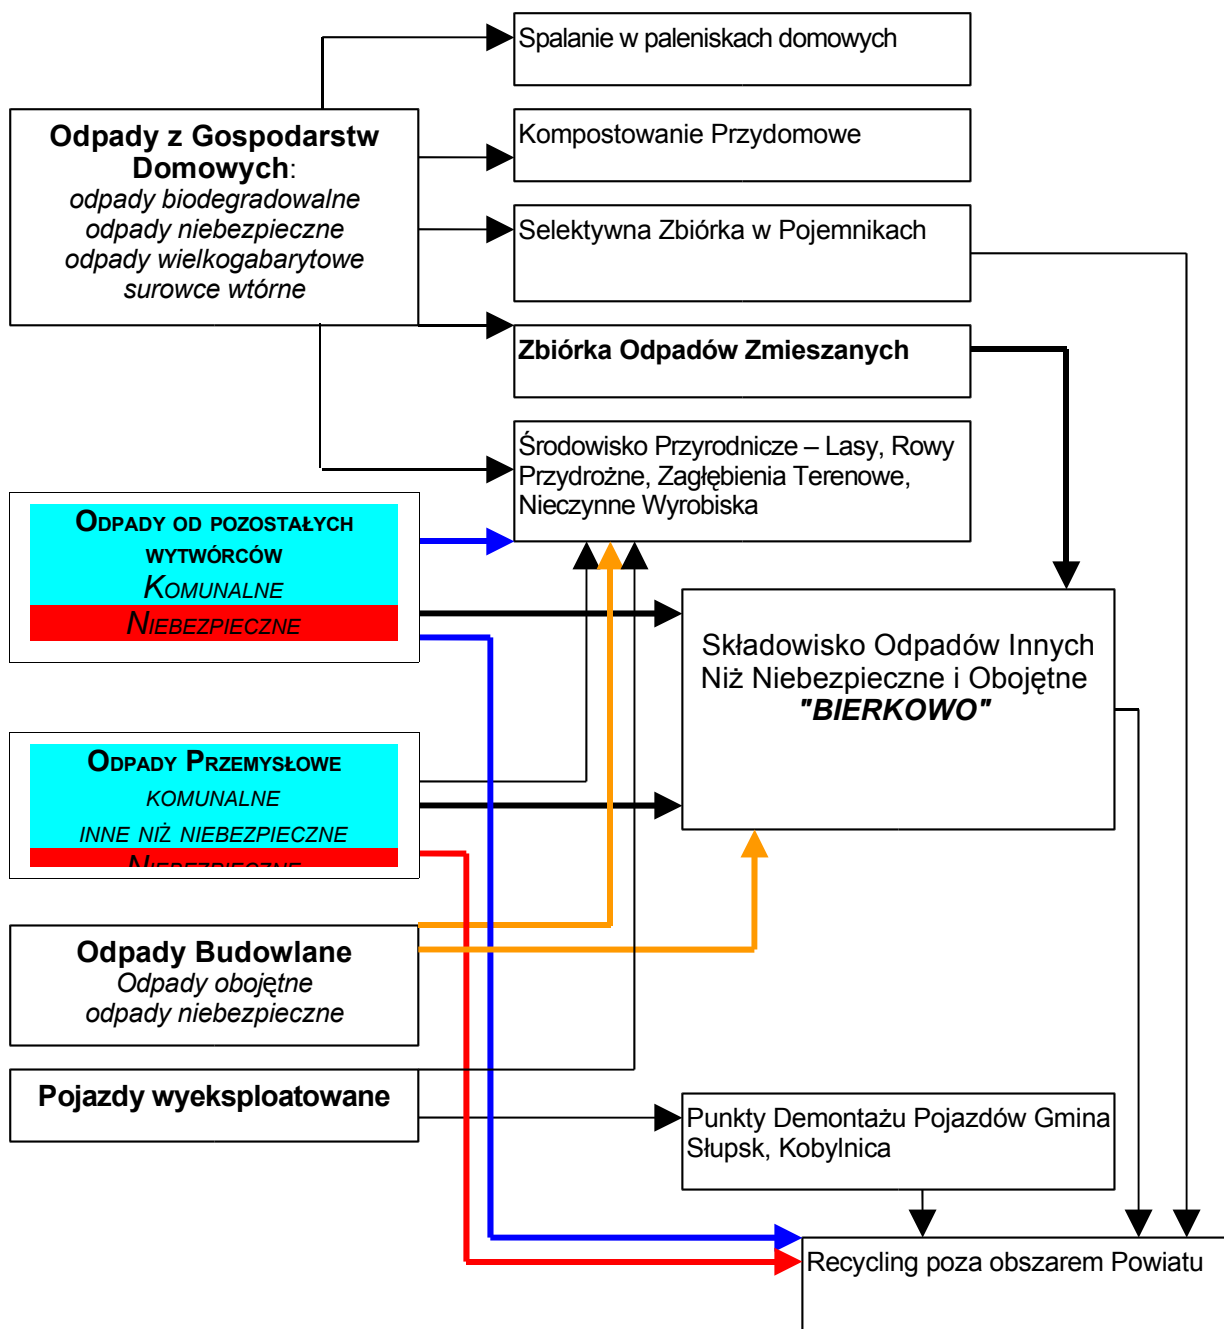 Spalanie w paleniskach domowych
Odpady z Gospodarstw
Domowych:
odpady biodegradowalne
odpady niebezpieczne
odpady wielkogabarytowe
surowce wtórne
Kompostowanie Przydomowe
Selektywna Zbiórka w Pojemnikach
Zbiórka Odpadów Zmieszanych
Środowisko Przyrodnicze – Lasy, Rowy
Przydrożne, Zagłębienia Terenowe,
Nieczynne Wyrobiska
ODPADY OD POZOSTAŁYCH
WYTWÓRCÓW
KOMUNALNE
NIEBEZPIECZNE
Składowisko Odpadów Innych
Niż Niebezpieczne i Obojętne
"BIERKOWO"
ODPADY PRZEMYSŁOWE
KOMUNALNE
INNE NIŻ NIEBEZPIECZNE
NIEBEZPIECZNE
Odpady Budowlane
Odpady obojętne
odpady niebezpieczne
Pojazdy wyeksploatowane
Punkty Demontażu Pojazdów Gmina
Słupsk, Kobylnica
Recycling poza obszarem Powiatu